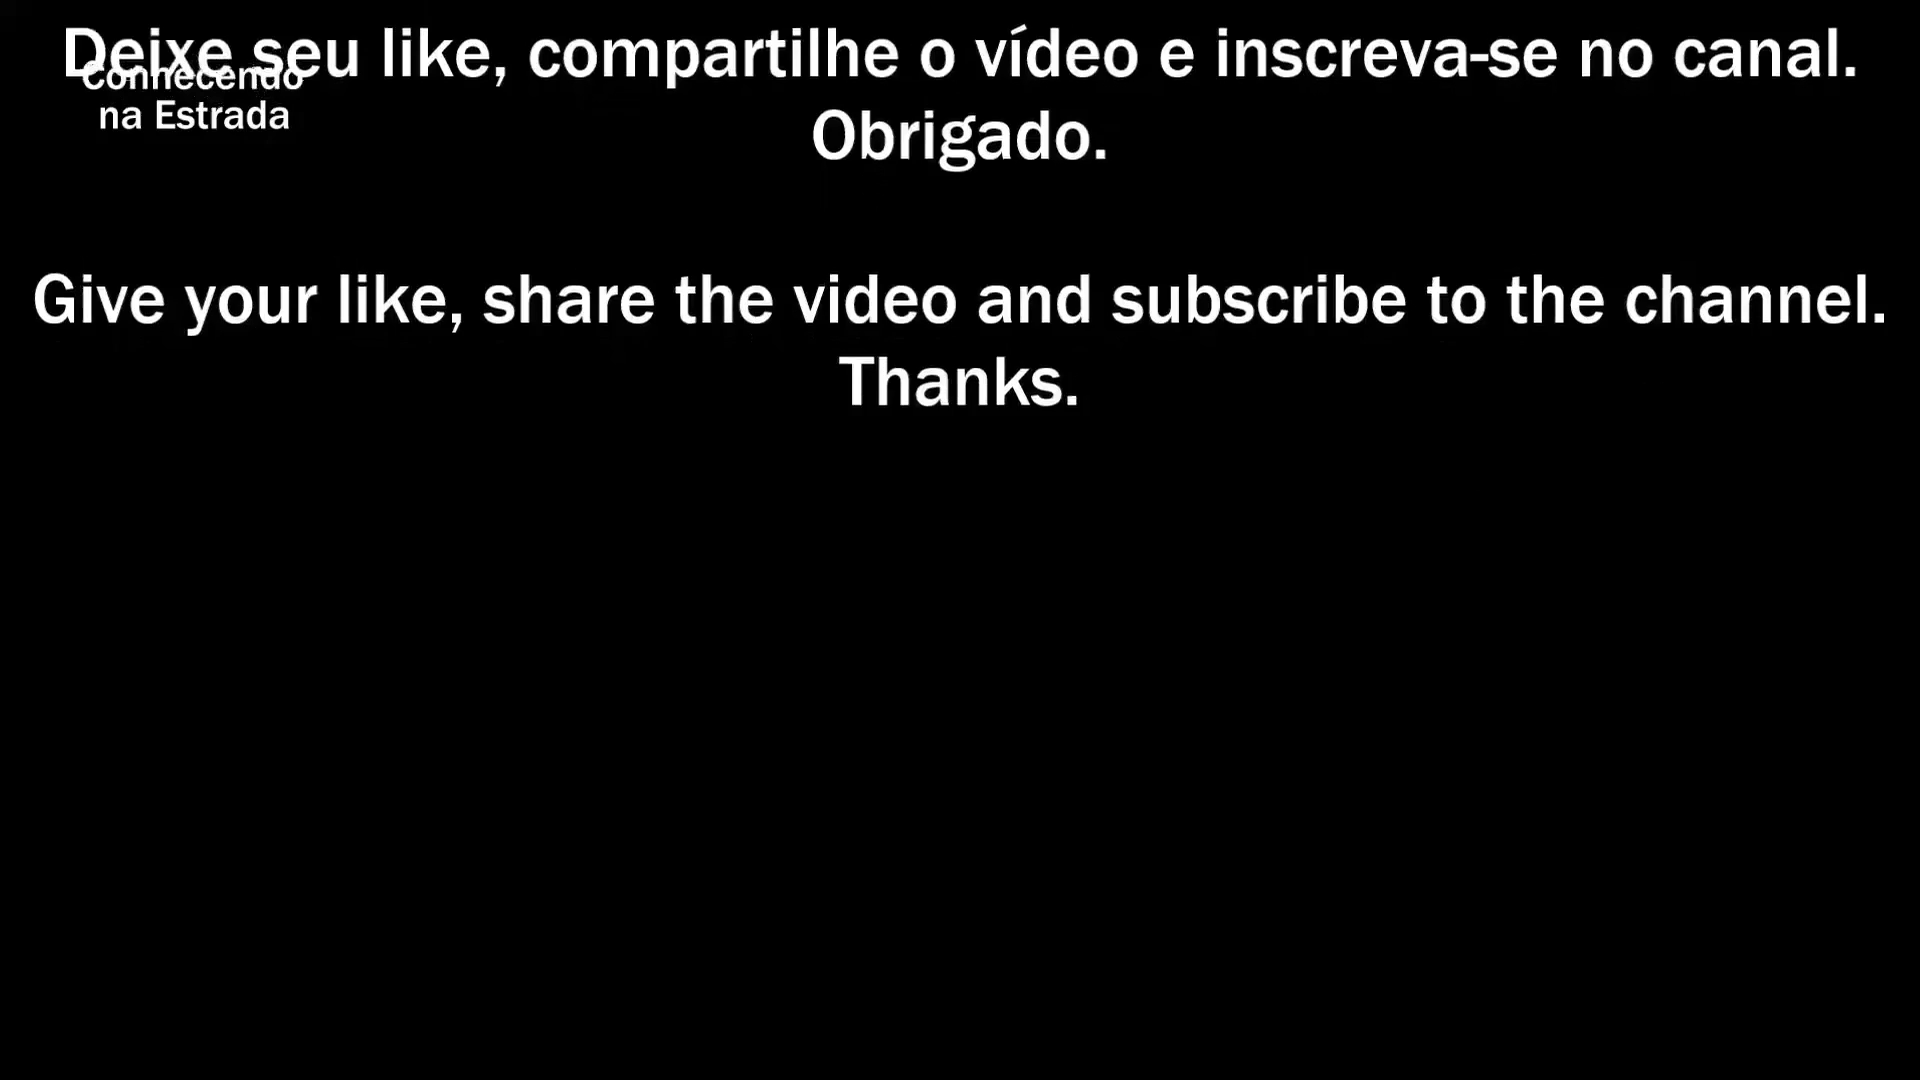 Deixe seu like, compartilhe o vídeo e inscreva-se no canal.
Conhecendo
na Estrada
Obrigado.
Give your like, share the video and subscribe to the channel.
Thanks.